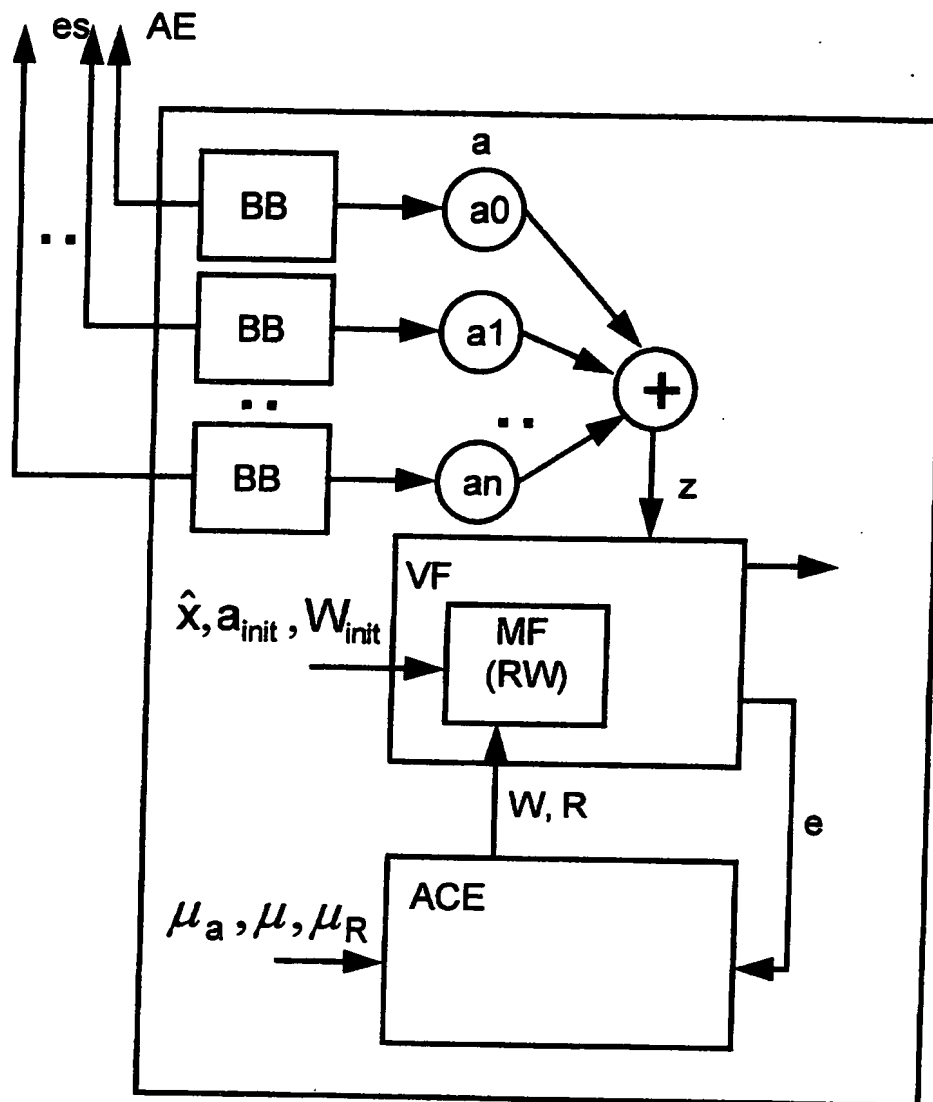 es AE
a
BB a0
BB a1
+
BB an
z
VF
x̂, a_init, W_init
MF
(RW)
W, R
e
ACE
μ_a, μ, μ_R